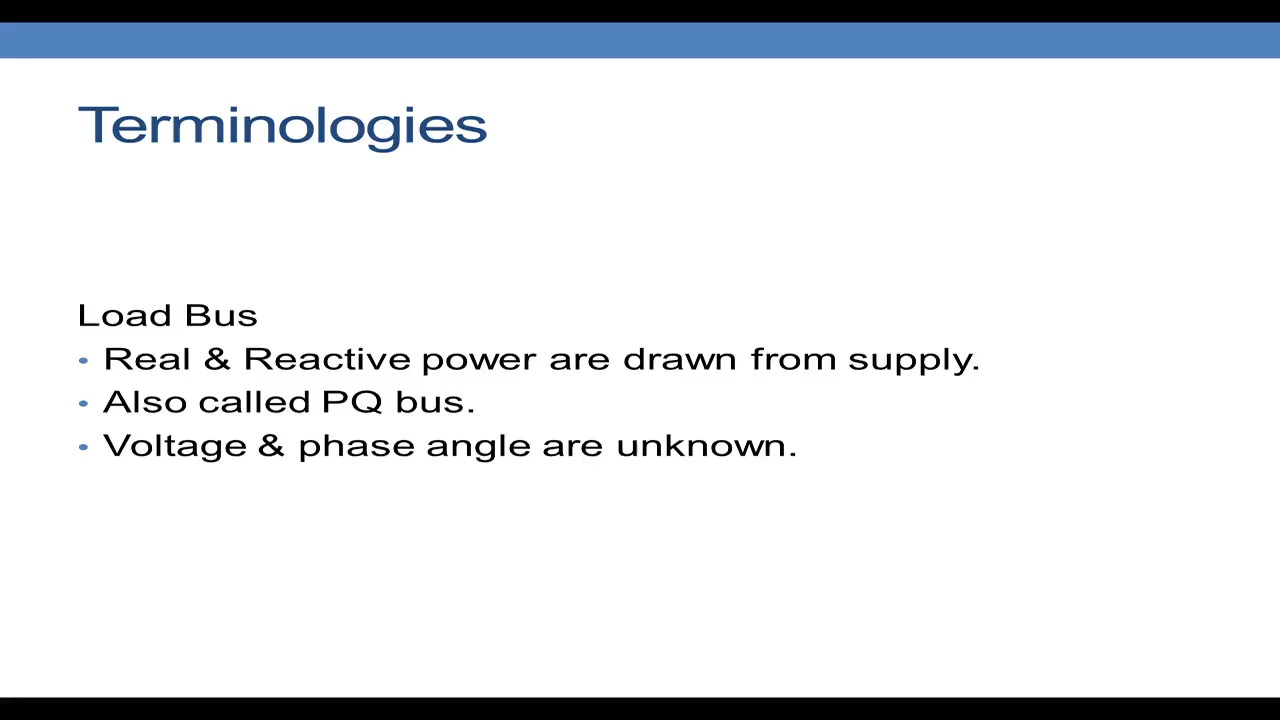 Terminologies
Load Bus
• Real & Reactive power are drawn from supply.
• Also called PQ bus.
• Voltage & phase angle are unknown.